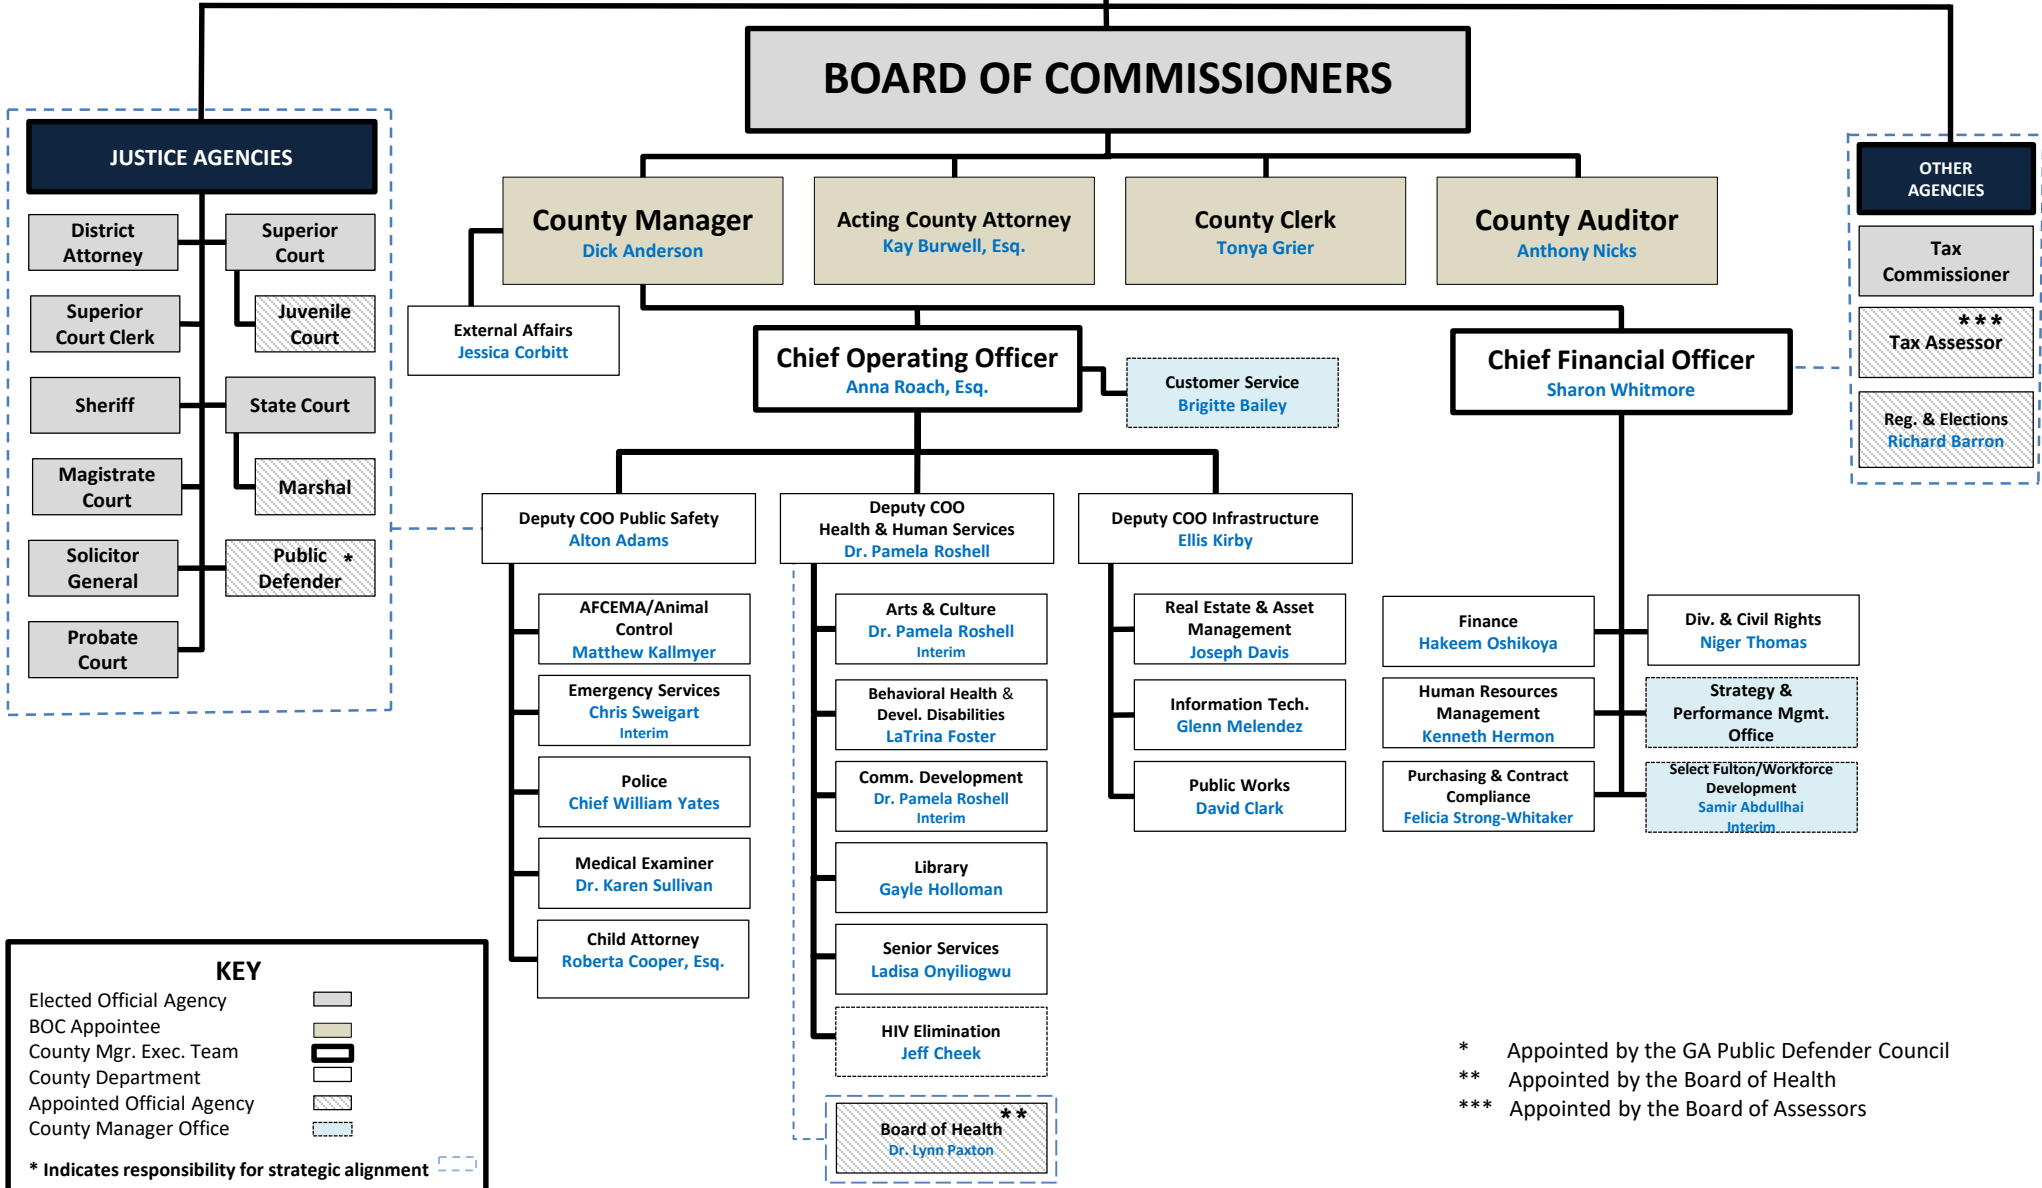 BOARD OF COMMISSIONERS
JUSTICE AGENCIES
District
Attorney
Superior
Court
Superior
Court Clerk
Juvenile
Court
Sheriff
State Court
Magistrate
Court
Marshal
Solicitor
General
Public *
Defender
Probate
Court
County Manager
Dick Anderson
Acting County Attorney
Kay Burwell, Esq.
County Clerk
Tonya Grier
County Auditor
Anthony Nicks
OTHER
AGENCIES
Tax
Commissioner
***
Tax Assessor
Reg. & Elections
Richard Barron
External Affairs
Jessica Corbitt
Chief Operating Officer
Anna Roach, Esq.
Customer Service
Brigitte Bailey
Chief Financial Officer
Sharon Whitmore
Deputy COO Public Safety
Alton Adams
Deputy COO
Health & Human Services
Dr. Pamela Roshell
Deputy COO Infrastructure
Ellis Kirby
AFCEMA/Animal
Control
Matthew Kallmyer
Emergency Services
Chris Sweigart
Interim
Police
Chief William Yates
Medical Examiner
Dr. Karen Sullivan
Child Attorney
Roberta Cooper, Esq.
Arts & Culture
Dr. Pamela Roshell
Interim
Behavioral Health &
Devel. Disabilities
LaTrina Foster
Comm. Development
Dr. Pamela Roshell
Interim
Library
Gayle Holloman
Senior Services
Ladisa Onyiliogwu
HIV Elimination
Jeff Cheek
**
Board of Health
Dr. Lynn Paxton
Real Estate & Asset
Management
Joseph Davis
Information Tech.
Glenn Melendez
Public Works
David Clark
Finance
Hakeem Oshikoya
Div. & Civil Rights
Niger Thomas
Human Resources
Management
Kenneth Hermon
Strategy &
Performance Mgmt.
Office
Purchasing & Contract
Compliance
Felicia Strong-Whitaker
Select Fulton/Workforce
Development
Samir Abdullhai
Interim
KEY
Elected Official Agency
BOC Appointee
County Mgr. Exec. Team
County Department
Appointed Official Agency
County Manager Office
* Indicates responsibility for strategic alignment
* Appointed by the GA Public Defender Council
** Appointed by the Board of Health
*** Appointed by the Board of Assessors